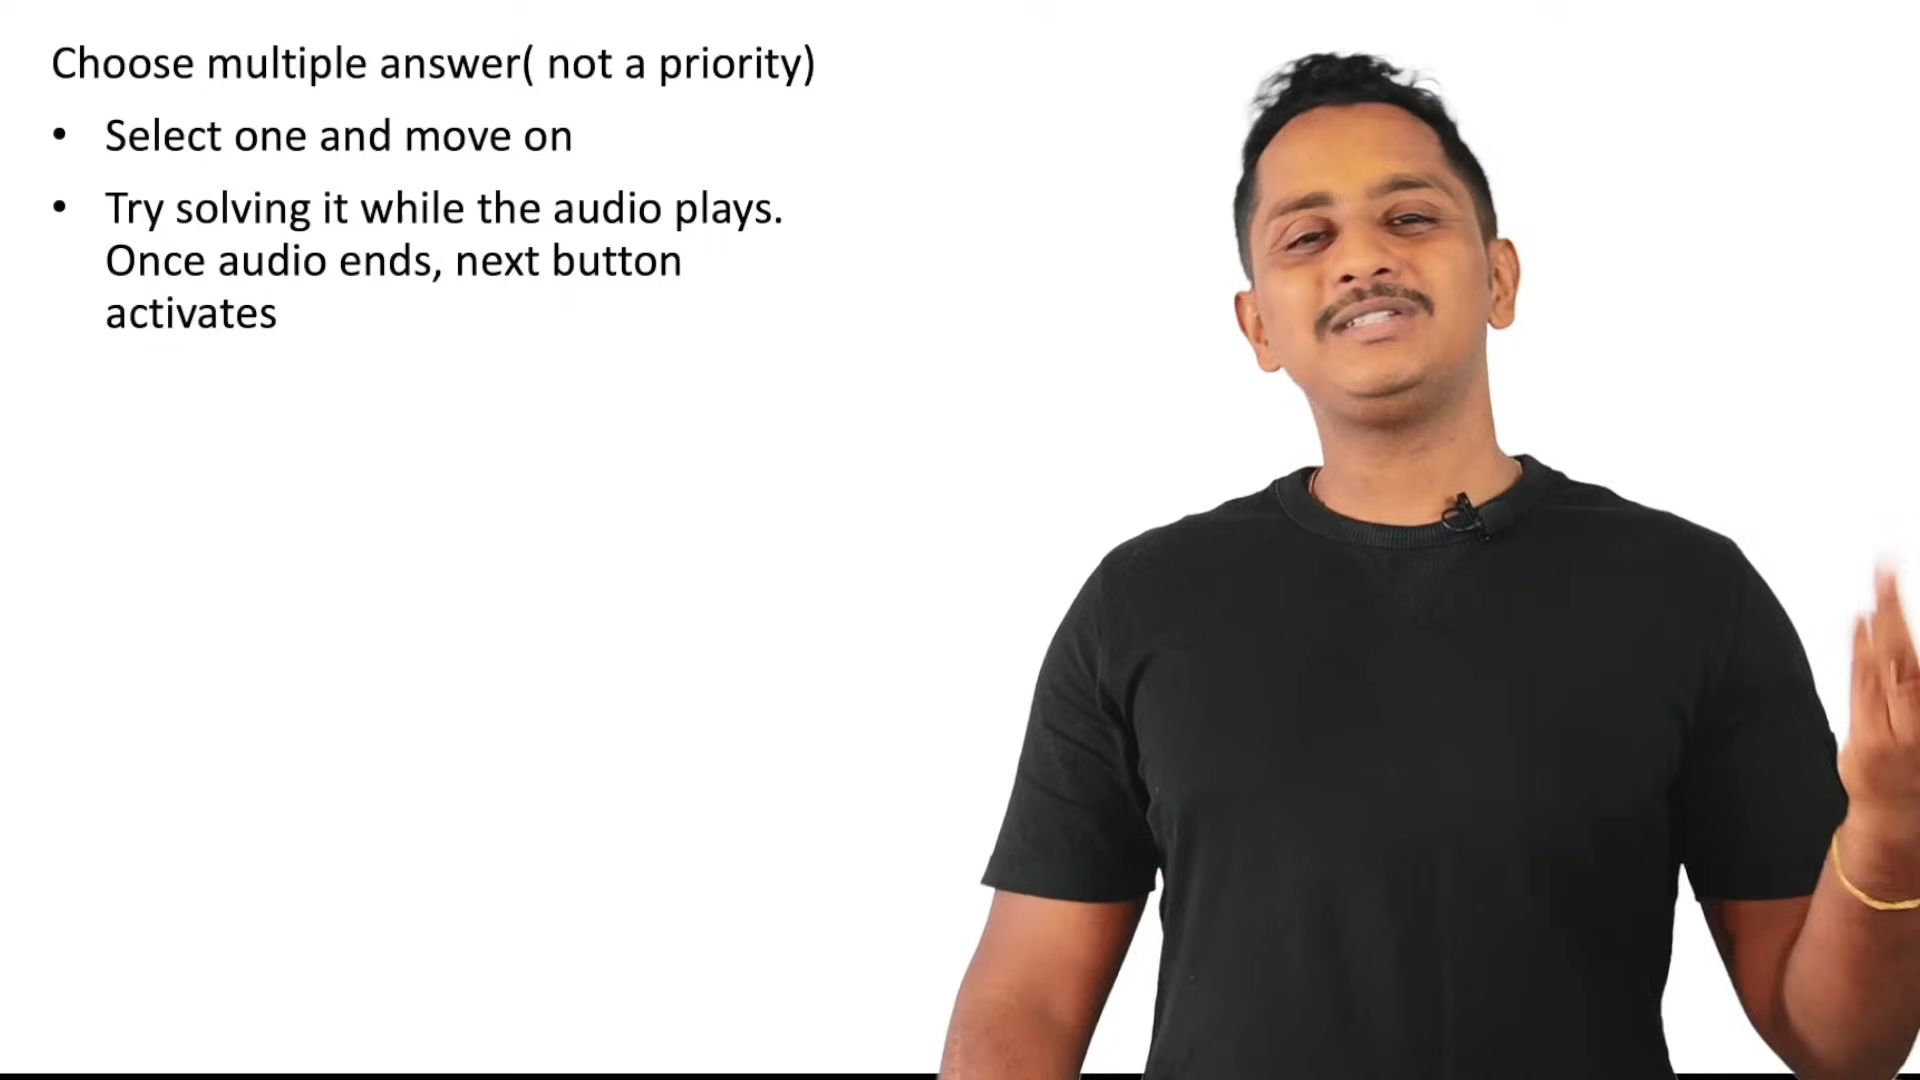 Choose multiple answer( not a priority)
• Select one and move on
• Try solving it while the audio plays.
Once audio ends, next button
activates